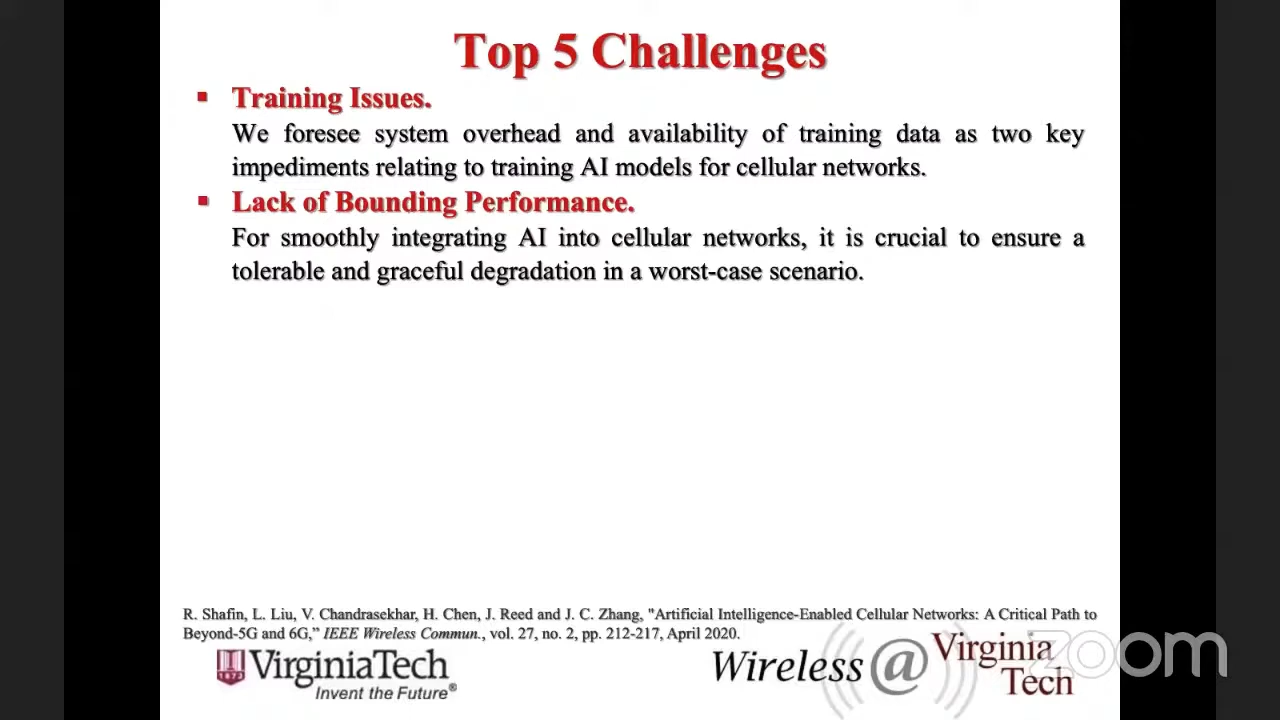 Top 5 Challenges
▪ Training Issues.
We foresee system overhead and availability of training data as two key
impediments relating to training AI models for cellular networks.
▪ Lack of Bounding Performance.
For smoothly integrating AI into cellular networks, it is crucial to ensure a
tolerable and graceful degradation in a worst-case scenario.
R. Shafin, L. Liu, V. Chandrasekhar, H. Chen, J. Reed and J. C. Zhang, "Artificial Intelligence-Enabled Cellular Networks: A Critical Path to
Beyond-5G and 6G,” IEEE Wireless Commun., vol. 27, no. 2, pp. 212-217, April 2020.
1872 VirginiaTech
Invent the Future®
Wireless @ Virginia
Tech
zoom